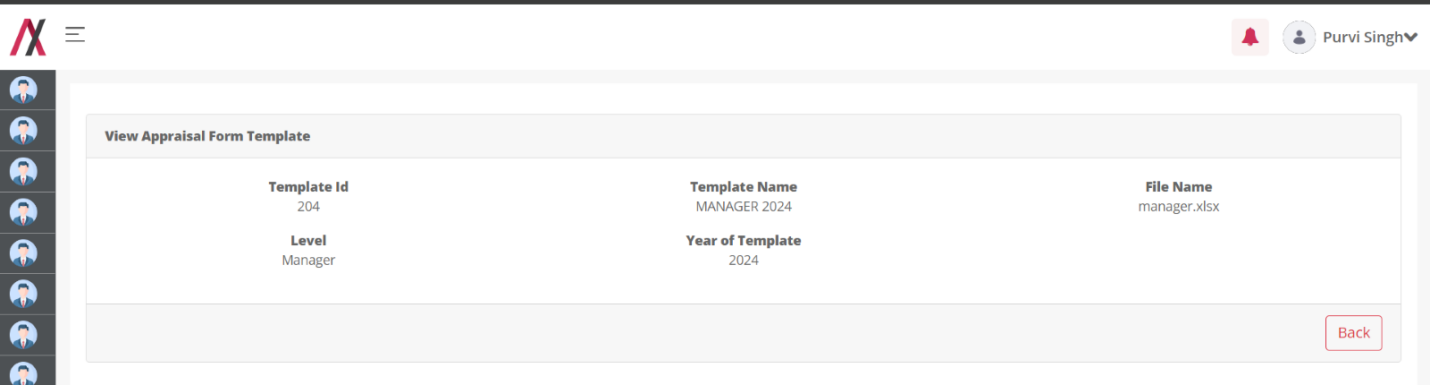 Purvi Singh
View Appraisal Form Template
Template Id
204
Template Name
MANAGER 2024
File Name
manager.xlsx
Level
Manager
Year of Template
2024
Back